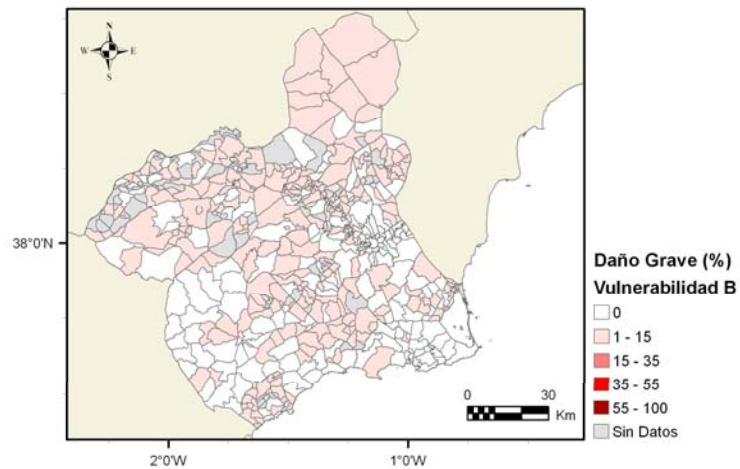 N
W E
S
38°0'N
Daño Grave (%)
Vulnerabilidad B
0
1 - 15
15 - 35
35 - 55
55 - 100
Sin Datos
0 30
Km
2°0'W 1°0'W